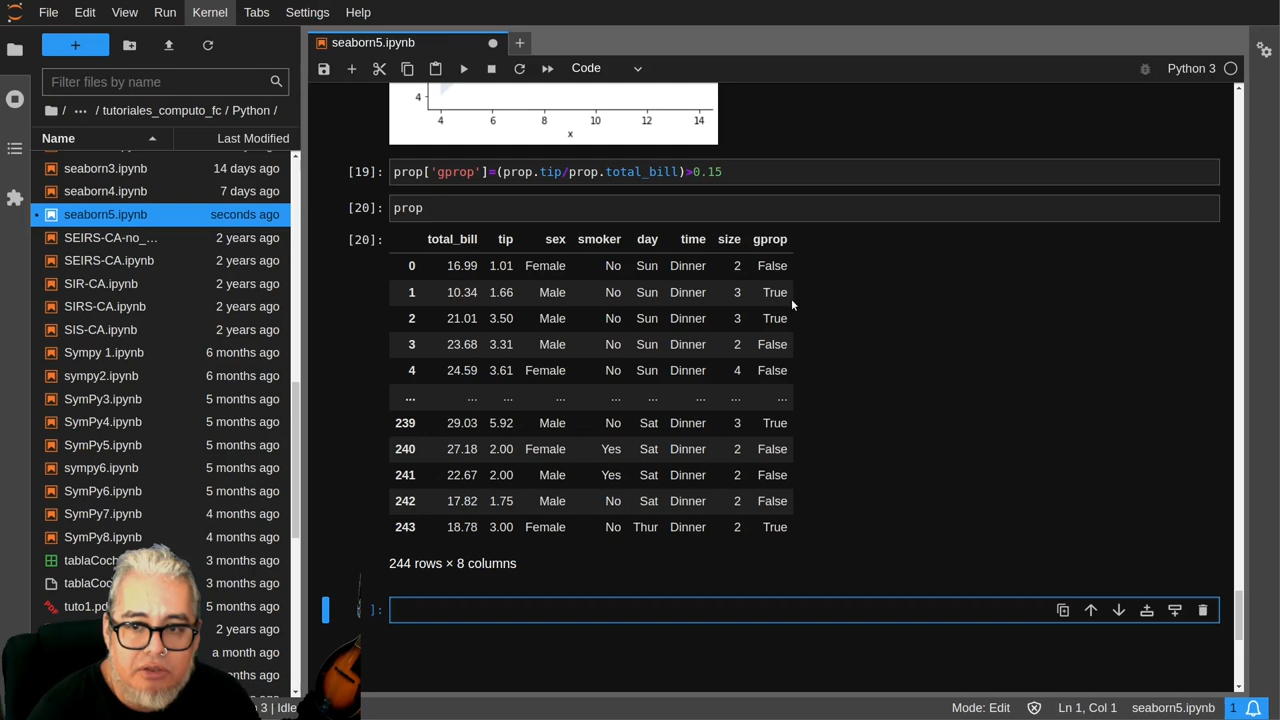 File Edit View Run Kernel Tabs Settings Help
seaborn5.ipynb
Code
Python 3
Filter files by name
/ ... / tutoriales_computo_fc / Python /
Name Last Modified
seaborn3.ipynb 14 days ago
seaborn4.ipynb 7 days ago
seaborn5.ipynb seconds ago
SEIRS-CA-no_… 2 years ago
SEIRS-CA.ipynb 2 years ago
SIR-CA.ipynb 2 years ago
SIRS-CA.ipynb 2 years ago
SIS-CA.ipynb 2 years ago
Sympy 1.ipynb 6 months ago
sympy2.ipynb 6 months ago
SymPy3.ipynb 5 months ago
SymPy4.ipynb 5 months ago
SymPy5.ipynb 5 months ago
sympy6.ipynb 5 months ago
SymPy6.ipynb 5 months ago
SymPy7.ipynb 5 months ago
SymPy8.ipynb 4 months ago
tablaCoch 3 months ago
tablaCoc 3 months ago
tuto1.pd 5 months ago
2 years ago
a month ago
onths ago
4
4 6 8 10 12 14
x
[19]: prop['gprop']=(prop.tip/prop.total_bill)>0.15
[20]: prop
[20]: total_bill tip sex smoker day time size gprop
0 16.99 1.01 Female No Sun Dinner 2 False
1 10.34 1.66 Male No Sun Dinner 3 True
2 21.01 3.50 Male No Sun Dinner 3 True
3 23.68 3.31 Male No Sun Dinner 2 False
4 24.59 3.61 Female No Sun Dinner 4 False
... ... ... ... ... ... ... ... ...
239 29.03 5.92 Male No Sat Dinner 3 True
240 27.18 2.00 Female Yes Sat Dinner 2 False
241 22.67 2.00 Male Yes Sat Dinner 2 False
242 17.82 1.75 Male No Sat Dinner 2 False
243 18.78 3.00 Female No Thur Dinner 2 True
244 rows × 8 columns
]:
3 | Idle
Mode: Edit
Ln 1, Col 1
seaborn5.ipynb
1